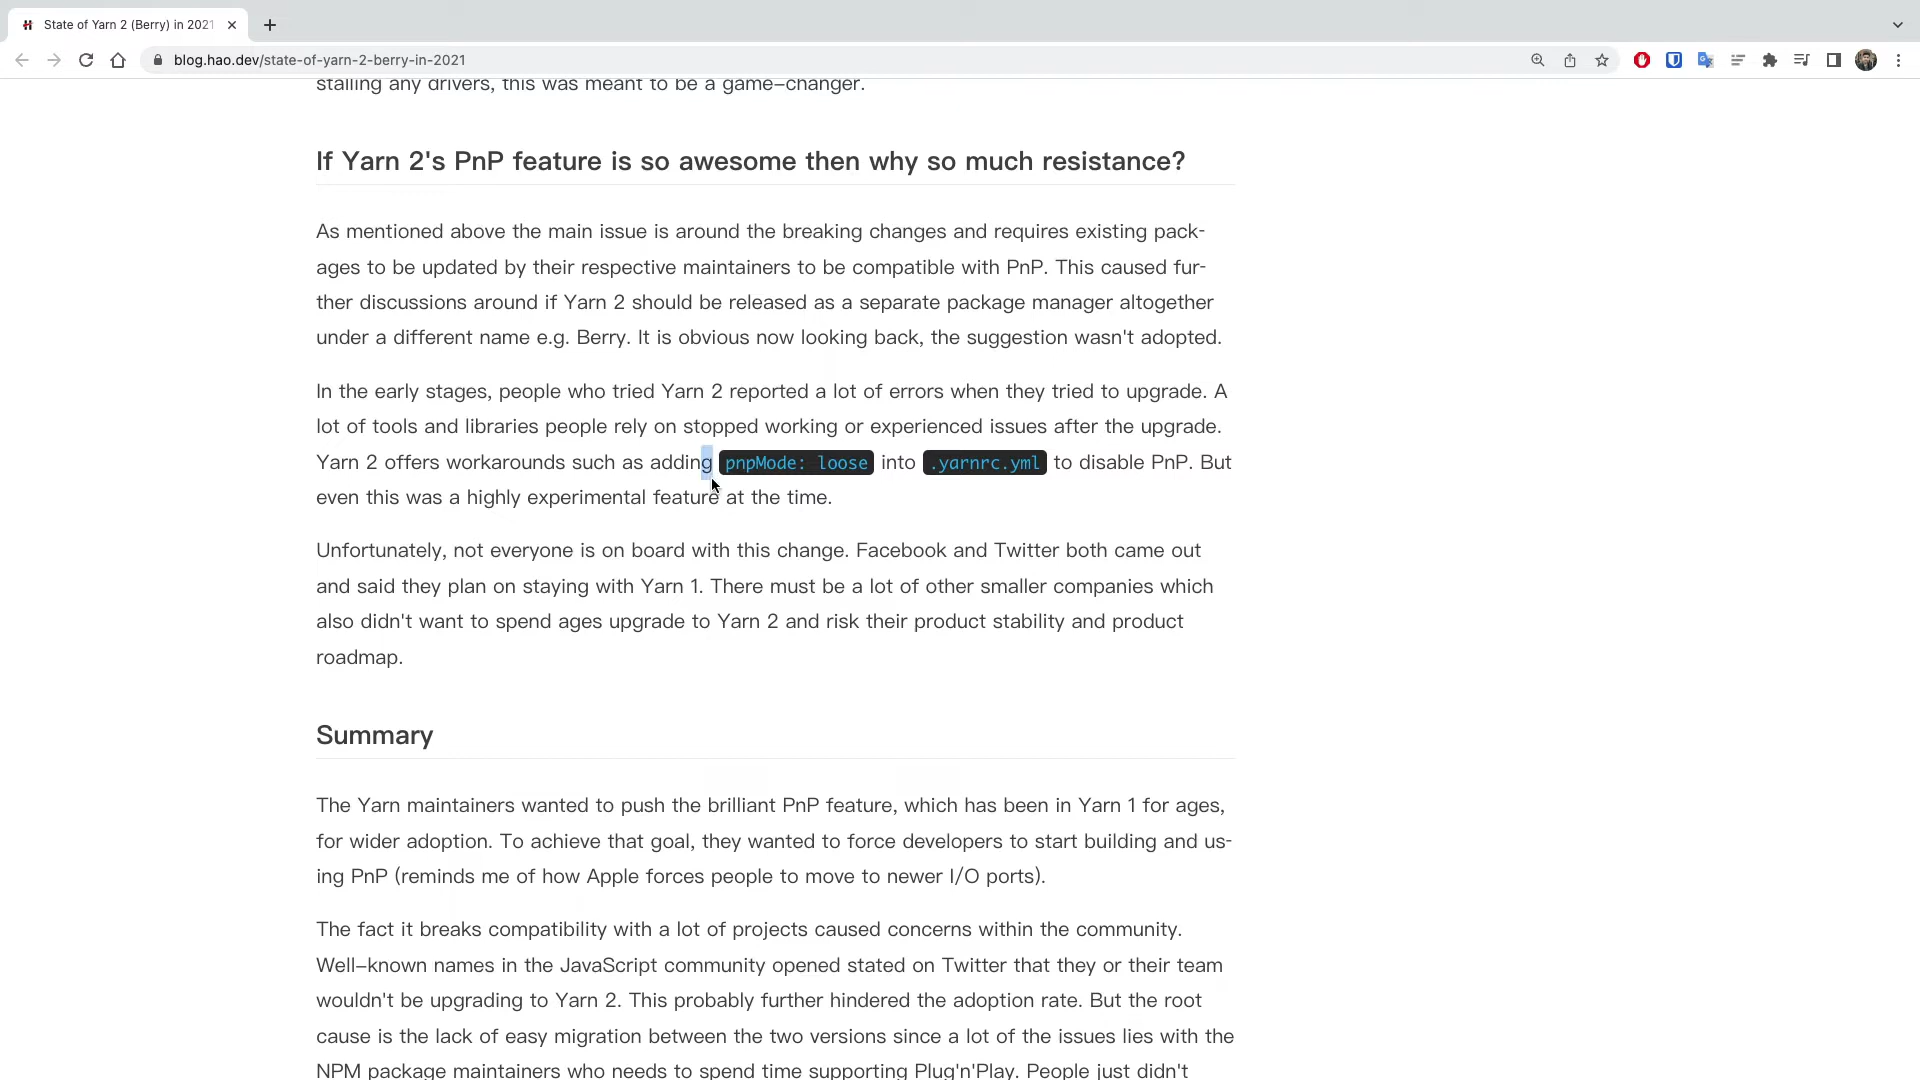 State of Yarn 2 (Berry) in 2021
blog.hao.dev/state-of-yarn-2-berry-in-2021
stalling any drivers, this was meant to be a game–changer.
If Yarn 2's PnP feature is so awesome then why so much resistance?
As mentioned above the main issue is around the breaking changes and requires existing pack-
ages to be updated by their respective maintainers to be compatible with PnP. This caused fur-
ther discussions around if Yarn 2 should be released as a separate package manager altogether
under a different name e.g. Berry. It is obvious now looking back, the suggestion wasn't adopted.
In the early stages, people who tried Yarn 2 reported a lot of errors when they tried to upgrade. A
lot of tools and libraries people rely on stopped working or experienced issues after the upgrade.
Yarn 2 offers workarounds such as adding pnpMode: loose into .yarnrc.yml to disable PnP. But
even this was a highly experimental feature at the time.
Unfortunately, not everyone is on board with this change. Facebook and Twitter both came out
and said they plan on staying with Yarn 1. There must be a lot of other smaller companies which
also didn't want to spend ages upgrade to Yarn 2 and risk their product stability and product
roadmap.
Summary
The Yarn maintainers wanted to push the brilliant PnP feature, which has been in Yarn 1 for ages,
for wider adoption. To achieve that goal, they wanted to force developers to start building and us-
ing PnP (reminds me of how Apple forces people to move to newer I/O ports).
The fact it breaks compatibility with a lot of projects caused concerns within the community.
Well–known names in the JavaScript community opened stated on Twitter that they or their team
wouldn't be upgrading to Yarn 2. This probably further hindered the adoption rate. But the root
cause is the lack of easy migration between the two versions since a lot of the issues lies with the
NPM package maintainers who needs to spend time supporting Plug'n'Play. People just didn't